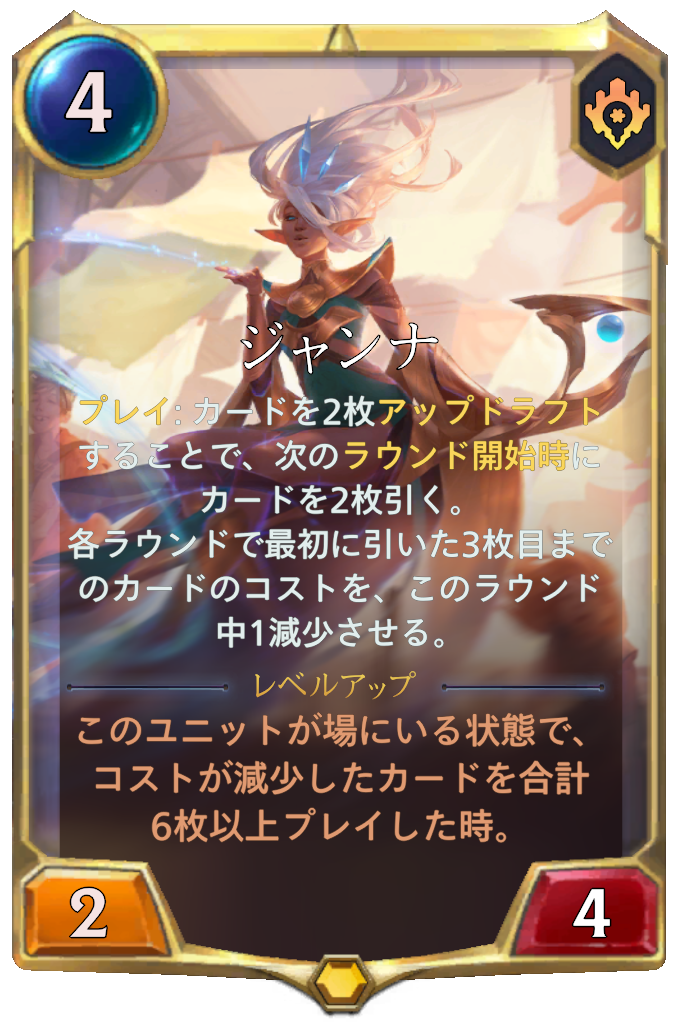 4
ジャンナ
プレイ: カードを2枚アップドラフト
することで、次のラウンド開始時に
カードを2枚引く。
各ラウンドで最初に引いた3枚目まで
のカードのコストを、このラウンド
中1減少させる。
レベルアップ
このユニットが場にいる状態で、
コストが減少したカードを合計
6枚以上プレイした時。
2
4